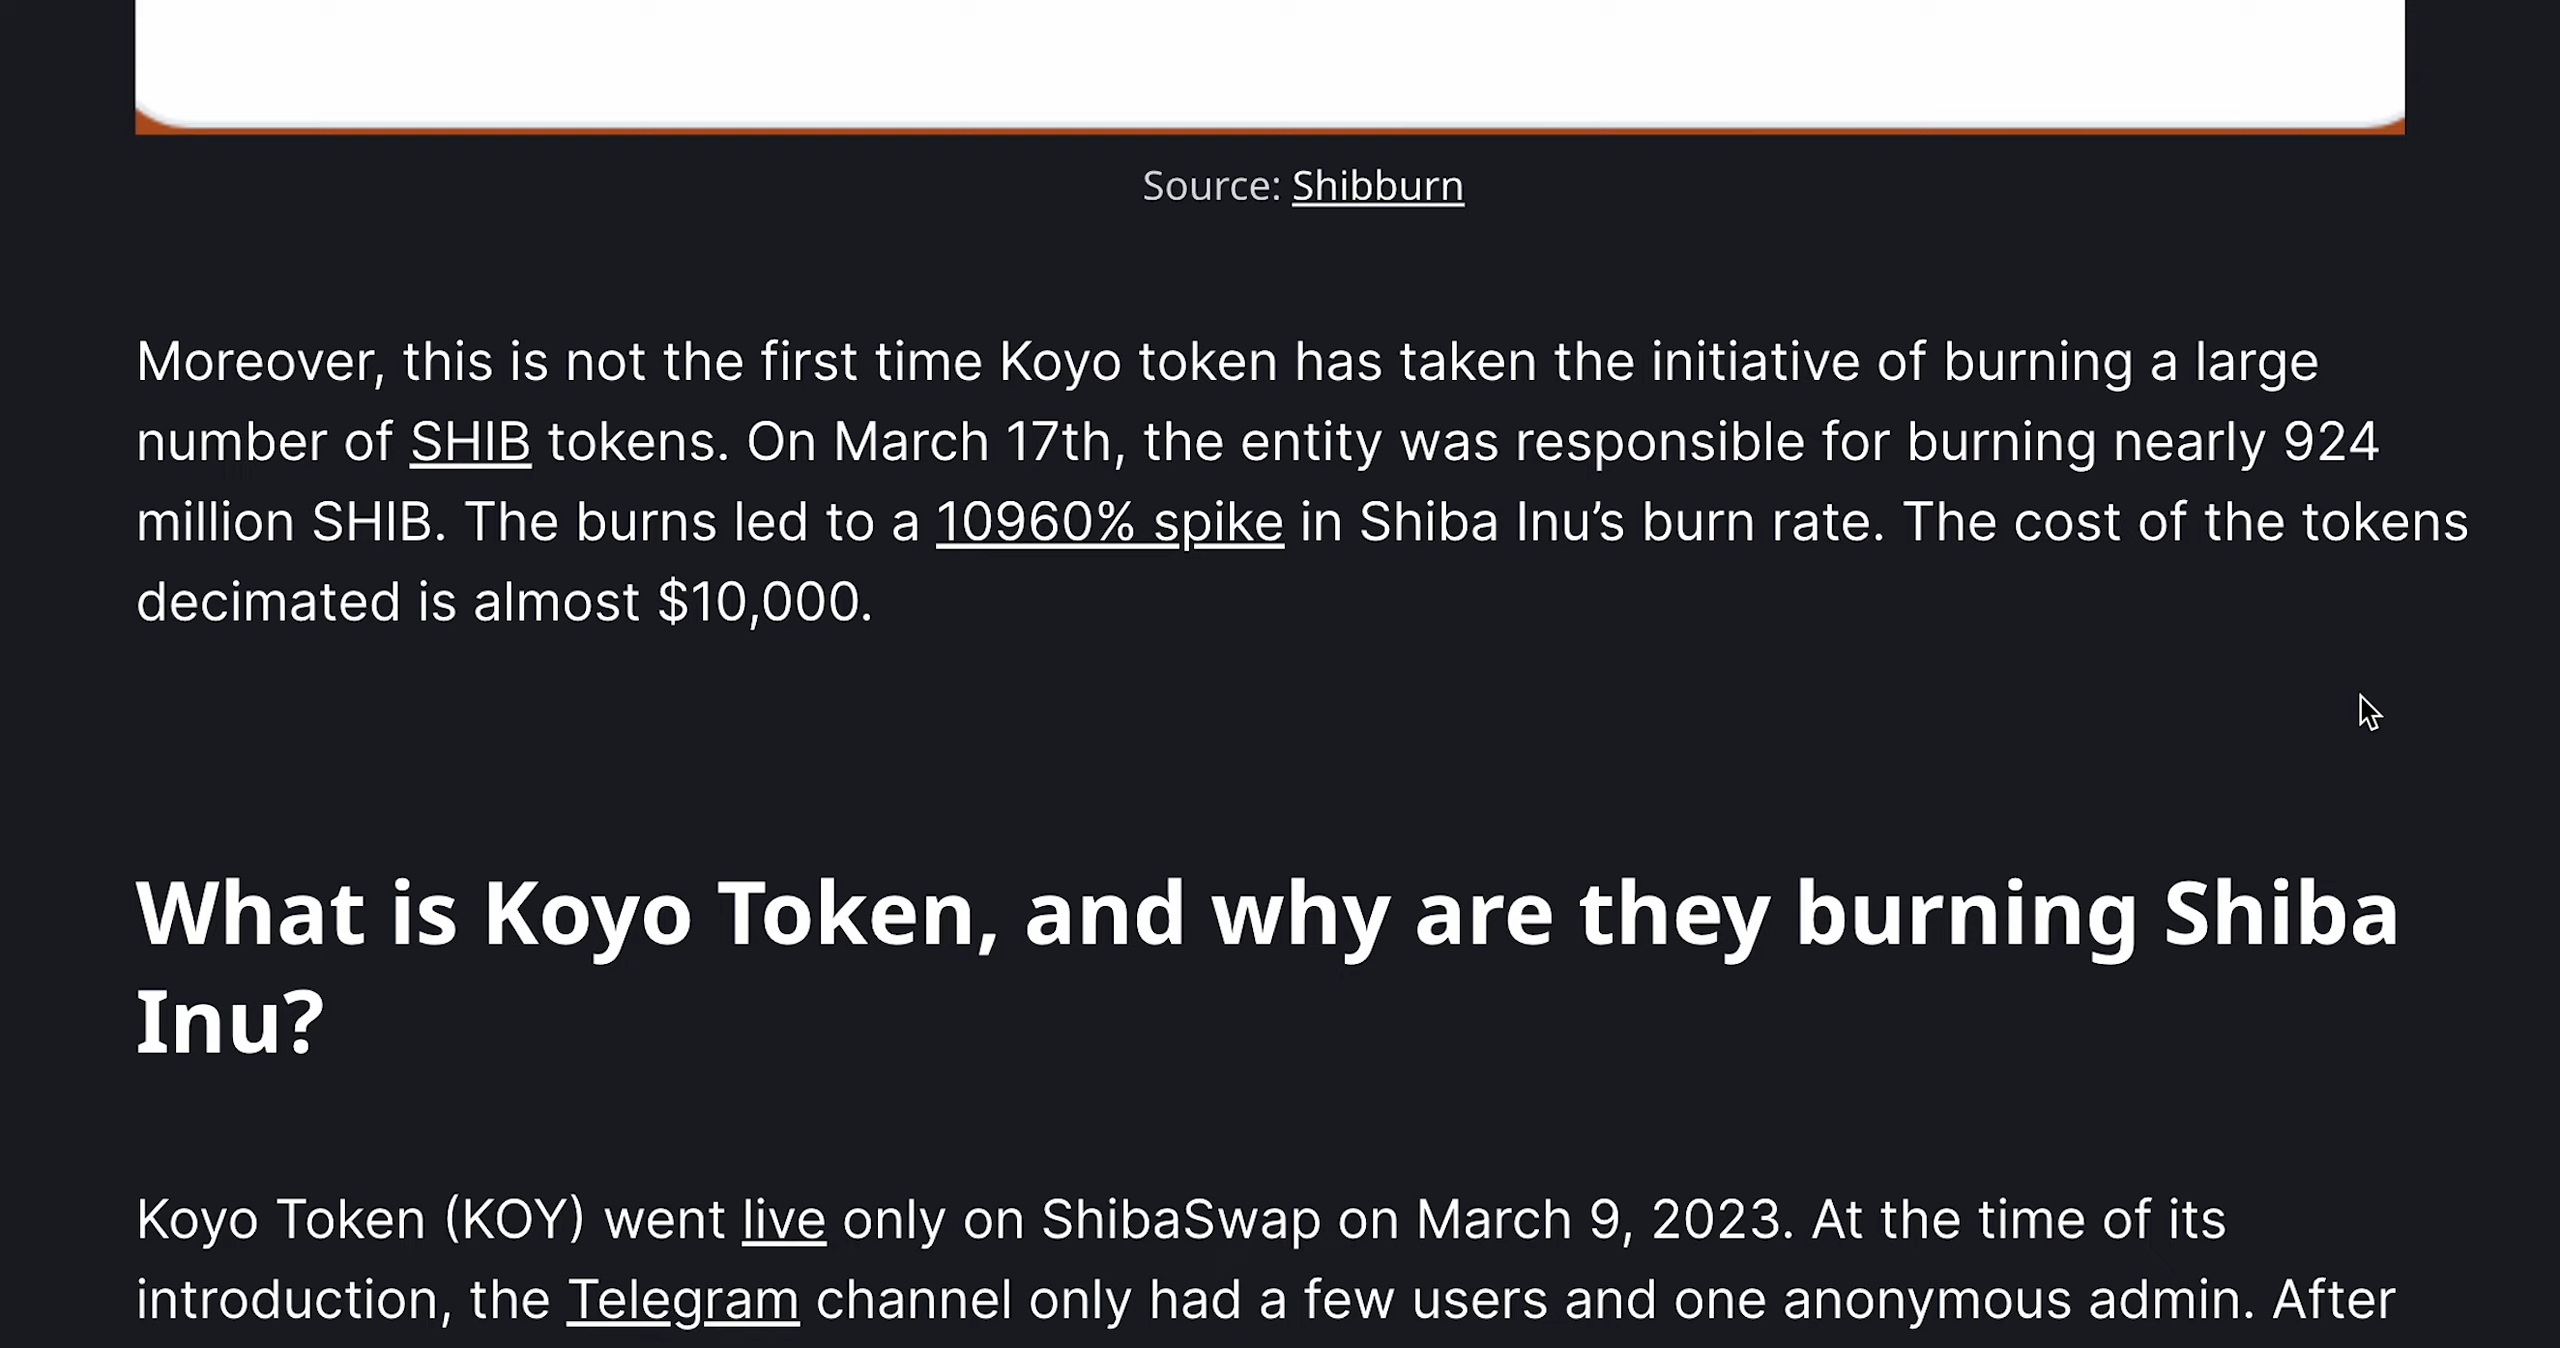 Source: Shibburn
Moreover, this is not the first time Koyo token has taken the initiative of burning a large
number of SHIB tokens. On March 17th, the entity was responsible for burning nearly 924
million SHIB. The burns led to a 10960% spike in Shiba Inu’s burn rate. The cost of the tokens
decimated is almost $10,000.
What is Koyo Token, and why are they burning Shiba
Inu?
Koyo Token (KOY) went live only on ShibaSwap on March 9, 2023. At the time of its
introduction, the Telegram channel only had a few users and one anonymous admin. After